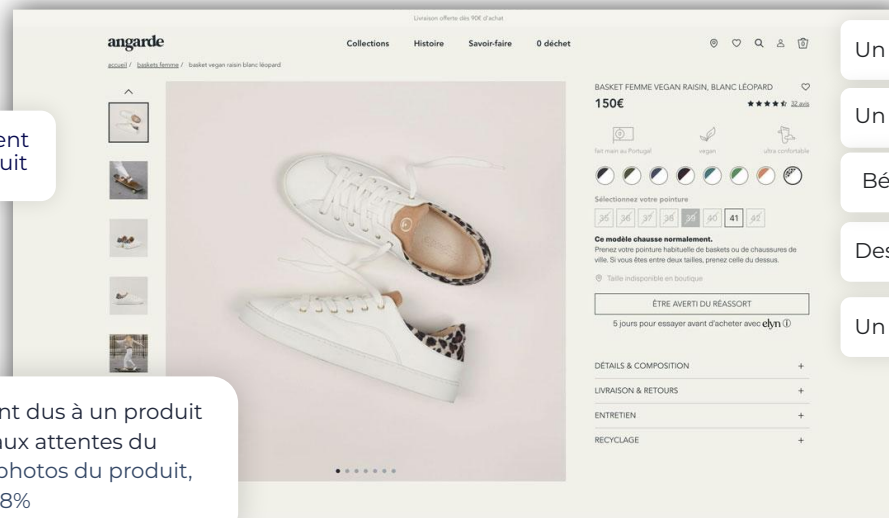 Livraison offerte dès 90€ d'achat
angarde
Collections Histoire Savoir-faire 0 déchet
accueil / baskets femme / basket vegan raisin blanc léopard
BASKET FEMME VEGAN RAISIN, BLANC LÉOPARD
150€
32 avis
fait main au Portugal vegan ultra confortable
Sélectionnez votre pointure
35 36 37 38 39 40 41 42
Ce modèle chausse normalement.
Prenez votre pointure habituelle de baskets ou de chaussures de
ville. Si vous êtes entre deux tailles, prenez celle du dessus.
Taille indisponible en boutique
ÊTRE AVERTI DU RÉASSORT
5 jours pour essayer avant d'acheter avec elyn
DÉTAILS & COMPOSITION +
LIVRAISON & RETOURS +
ENTRETIEN +
RECYCLAGE +
ent
uit
nt dus à un produit
aux attentes du
photos du produit,
8%
Un
Un
Bé
Des
Un